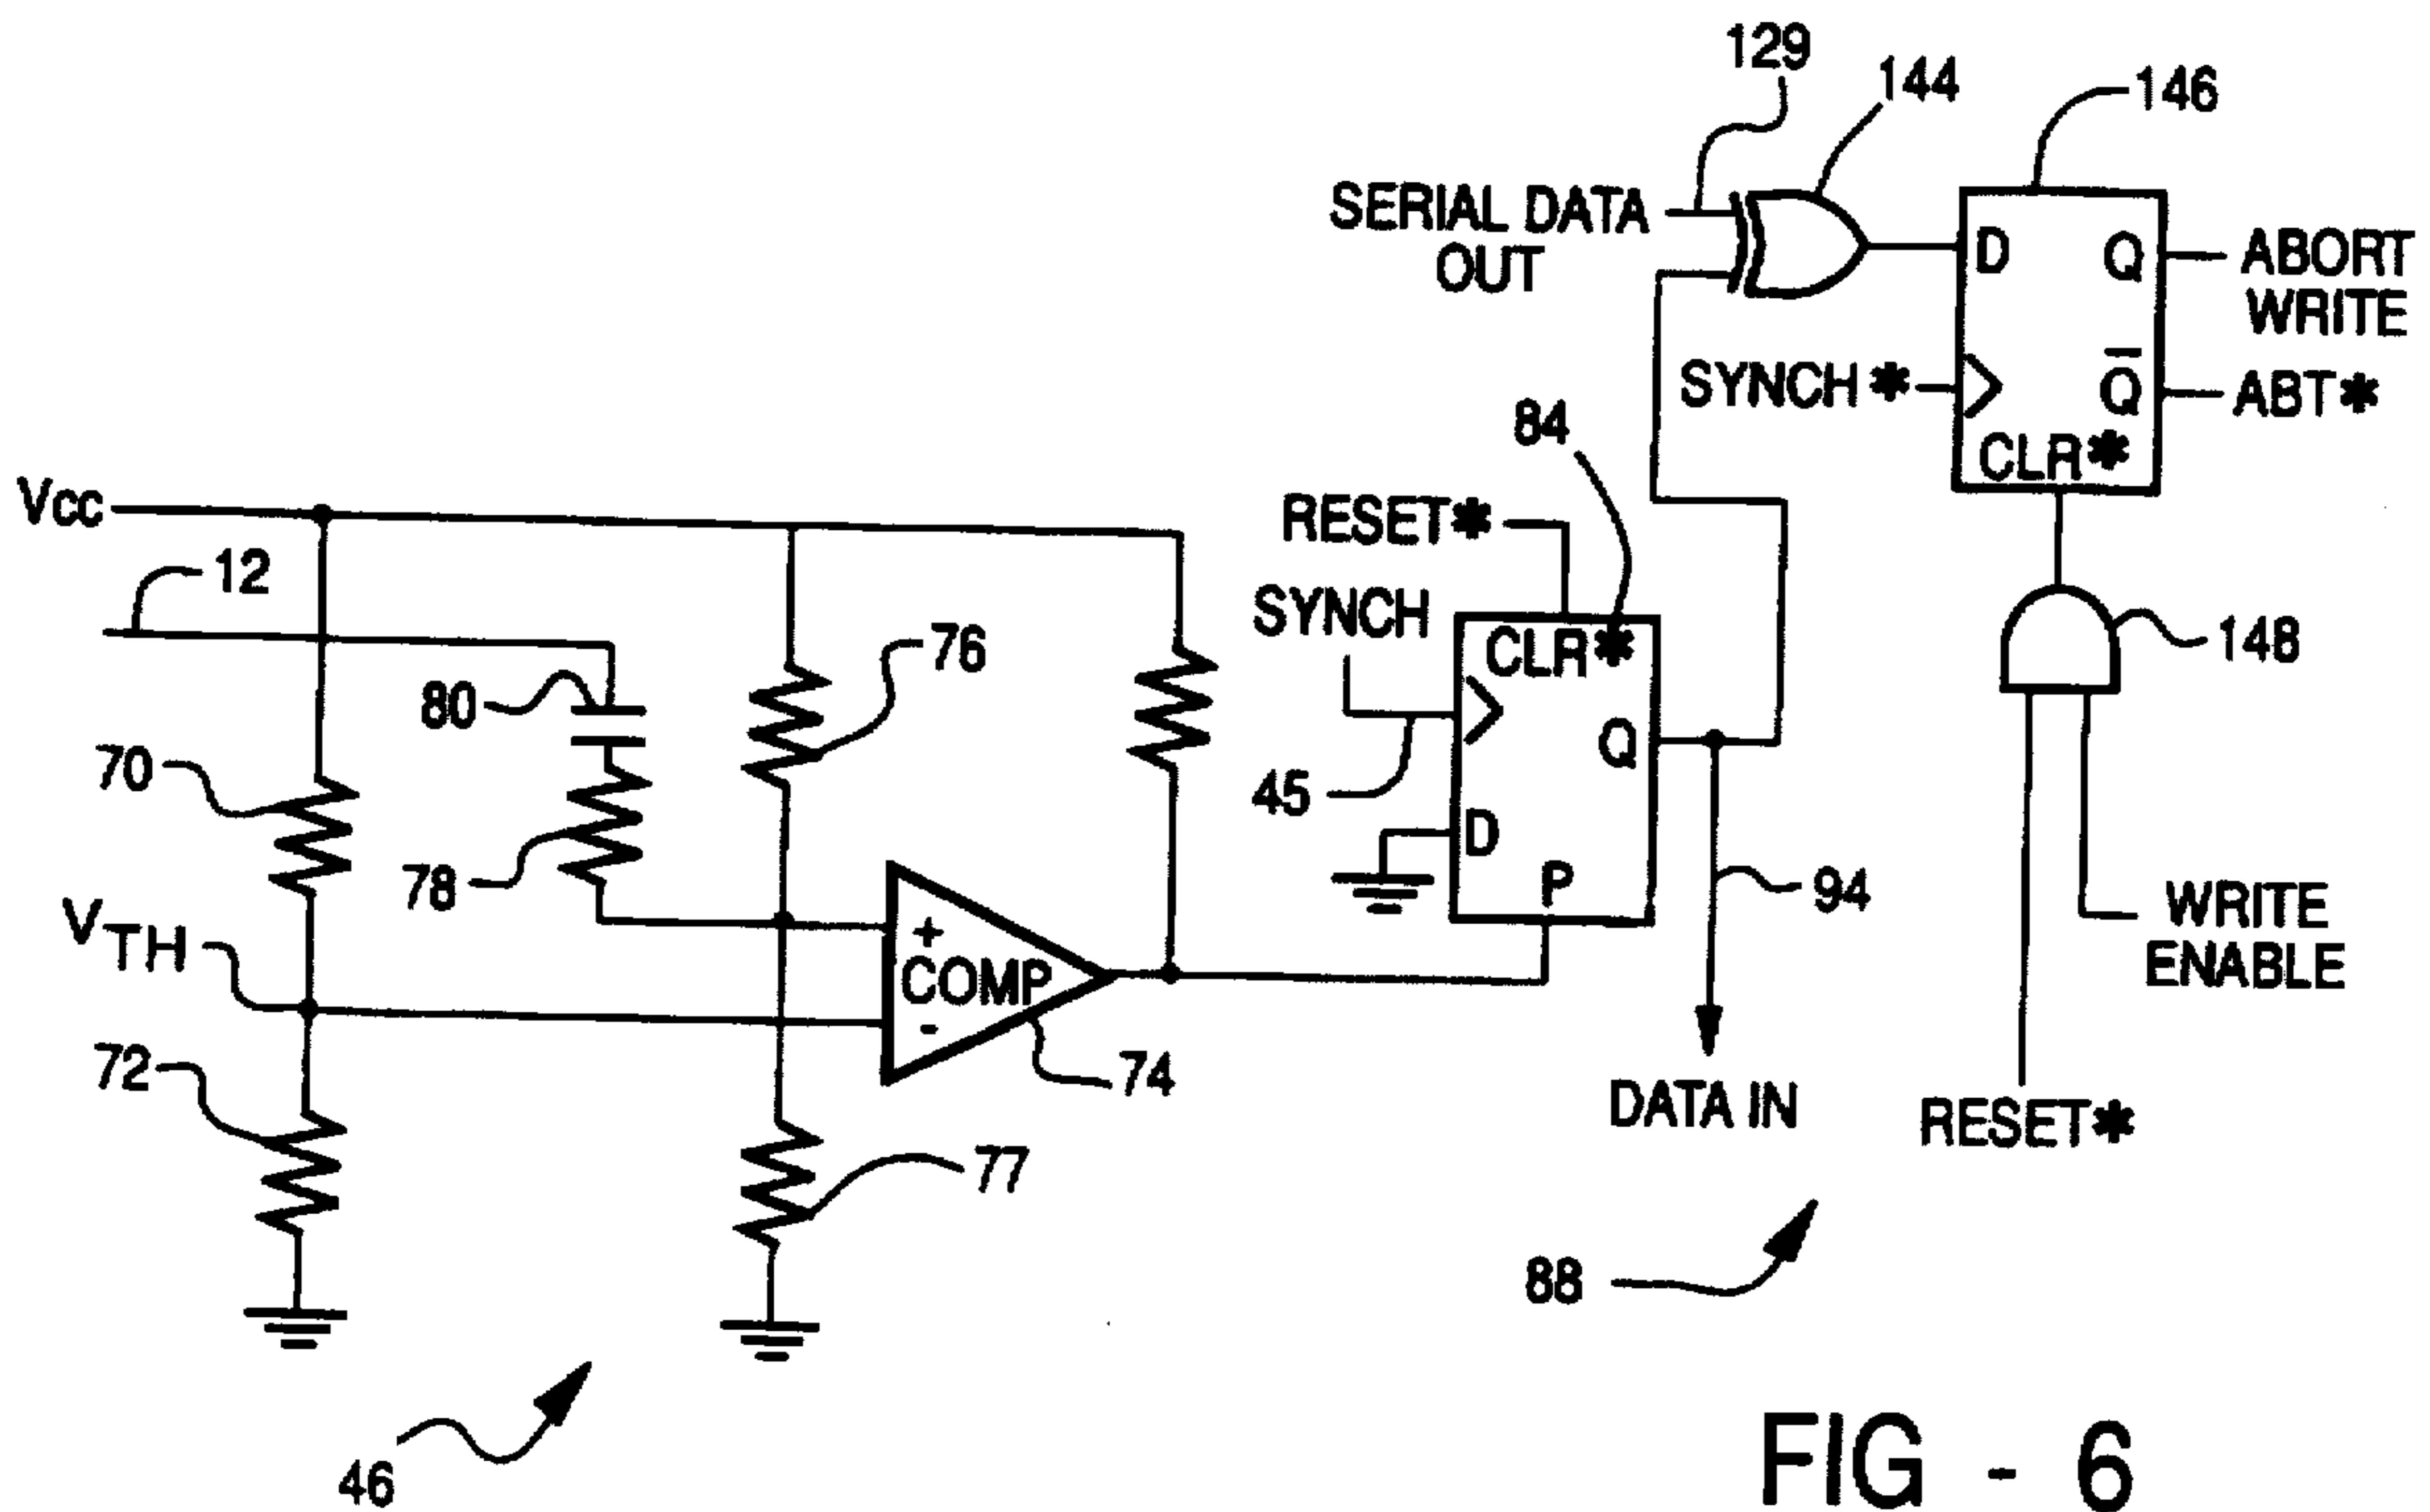 129
144
146
SERIAL DATA
OUT
D
Q
ABORT
WRITE
SYNCH*
Q̅
ABT*
CLR*
84
Vcc
12
RESET*
SYNCH
CLR*
76
148
80
Q
70
45
78
D
P
94
WRITE
ENABLE
VTH
+
COMP
-
72
74
DATA IN
RESET*
77
88
46
FIG - 6